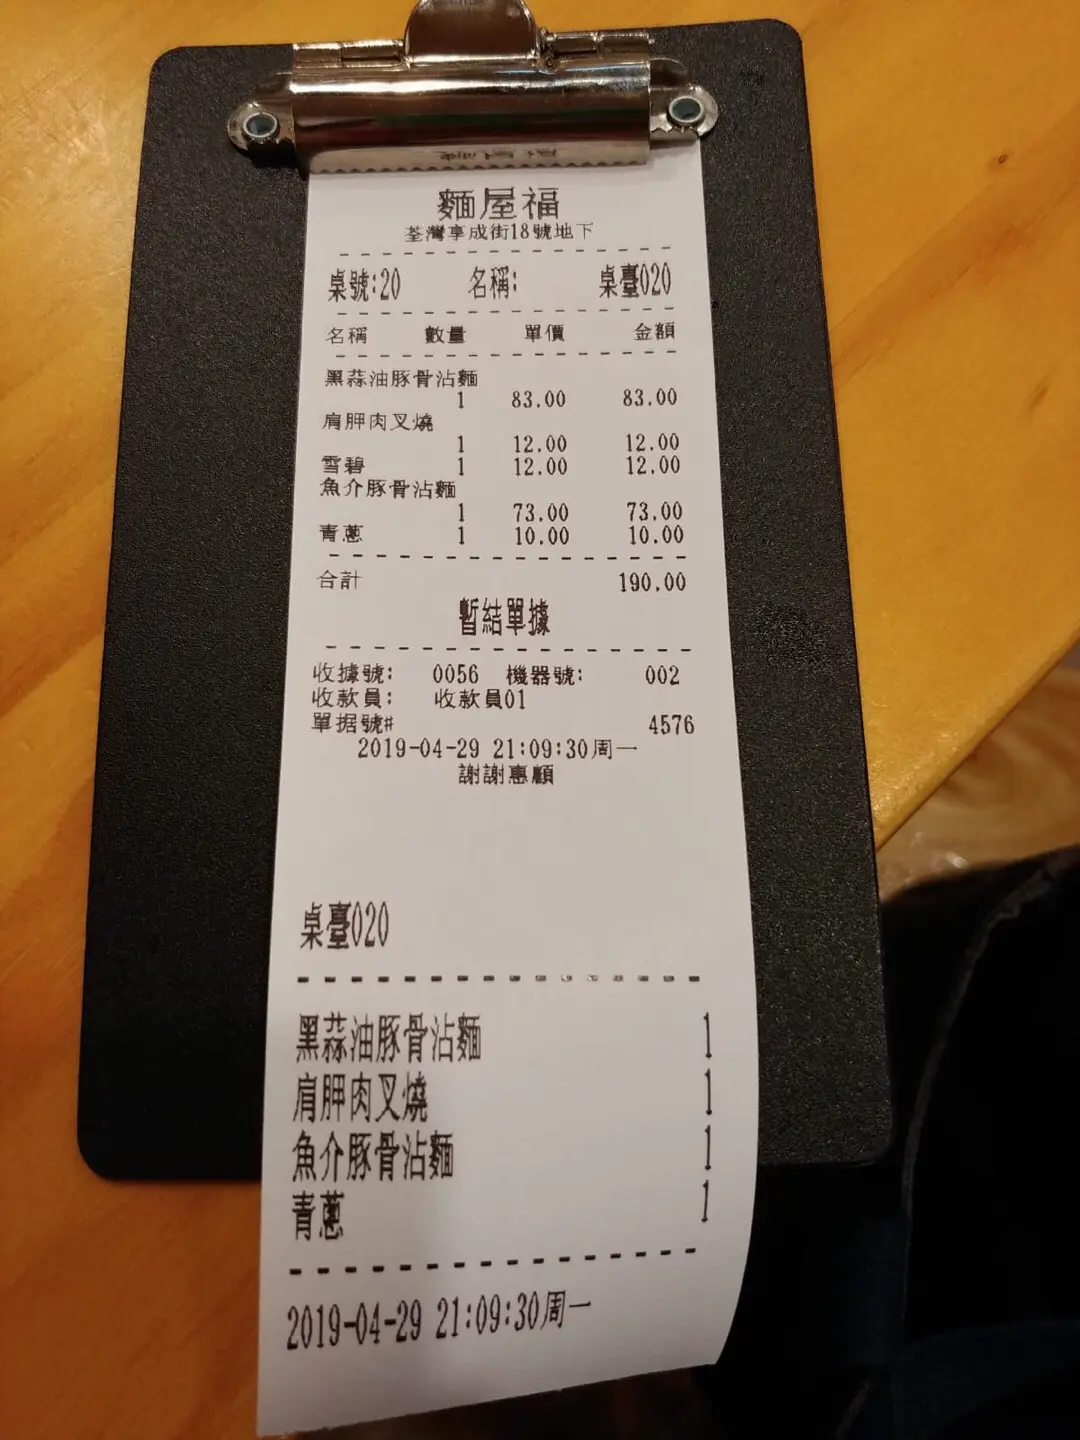 麵屋福
荃灣享成街18號地下
桌號:20 名稱: 桌臺020
名稱 數量 單價 金額
黑蒜油豚骨沾麵
1 83.00 83.00
肩胛肉叉燒
1 12.00 12.00
雪碧 1 12.00 12.00
魚介豚骨沾麵
1 73.00 73.00
青蔥 1 10.00 10.00
合計 190.00
暫結單據
收據號: 0056 機器號: 002
收款員: 收款員01
單据號# 4576
2019-04-29 21:09:30周一
謝謝惠顧
桌臺020
黑蒜油豚骨沾麵 1
肩胛肉叉燒 1
魚介豚骨沾麵 1
青蔥 1
2019-04-29 21:09:30周一